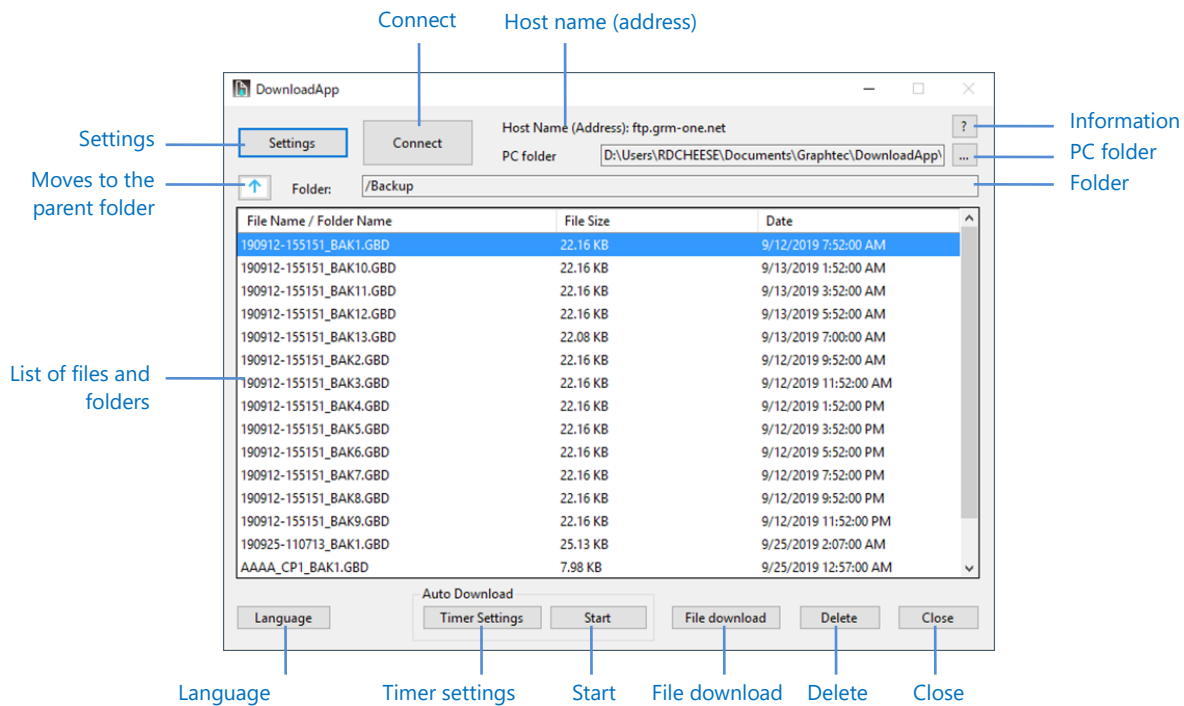 Connect
Host name (address)
DownloadApp
Settings
Settings
Connect
Host Name (Address): ftp.grm-one.net
?
Information
PC folder
D:\Users\RDCHEESE\Documents\Graphtec\DownloadApp\
...
PC folder
Moves to the
parent folder
Folder:
/Backup
Folder
File Name / Folder Name File Size Date
190912-155151_BAK1.GBD 22.16 KB 9/12/2019 7:52:00 AM
190912-155151_BAK10.GBD 22.16 KB 9/13/2019 1:52:00 AM
190912-155151_BAK11.GBD 22.16 KB 9/13/2019 3:52:00 AM
190912-155151_BAK12.GBD 22.16 KB 9/13/2019 5:52:00 AM
190912-155151_BAK13.GBD 22.08 KB 9/13/2019 7:00:00 AM
190912-155151_BAK2.GBD 22.16 KB 9/12/2019 9:52:00 AM
List of files and
folders
190912-155151_BAK3.GBD 22.16 KB 9/12/2019 11:52:00 AM
190912-155151_BAK4.GBD 22.16 KB 9/12/2019 1:52:00 PM
190912-155151_BAK5.GBD 22.16 KB 9/12/2019 3:52:00 PM
190912-155151_BAK6.GBD 22.16 KB 9/12/2019 5:52:00 PM
190912-155151_BAK7.GBD 22.16 KB 9/12/2019 7:52:00 PM
190912-155151_BAK8.GBD 22.16 KB 9/12/2019 9:52:00 PM
190912-155151_BAK9.GBD 22.16 KB 9/12/2019 11:52:00 PM
190925-110713_BAK1.GBD 25.13 KB 9/25/2019 2:07:00 AM
AAAA_CP1_BAK1.GBD 7.98 KB 9/25/2019 12:57:00 AM
Auto Download
Language
Timer Settings
Start
File download
Delete
Close
Language
Timer settings
Start
File download
Delete
Close